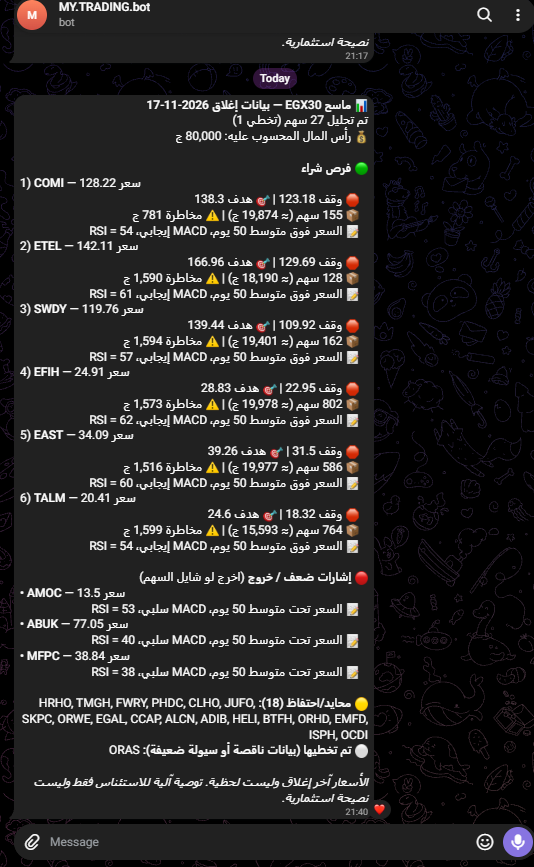 M
MY.TRADING.bot
bot
نصيحة استثمارية.
21:17
Today
📊 ماسح EGX30 — بيانات إغلاق 2026-11-17
تم تحليل 27 سهم (تخطي 1)
💰 رأس المال المحسوب عليه: 80,000 ج
🟢 فرص شراء
1) COMI — سعر 128.22
🛑 وقف 123.18 | 🎯 هدف 138.3
📦 155 سهم (≈ 19,874 ج) | ⚠️ مخاطرة 781 ج
📝 السعر فوق متوسط 50 يوم، MACD إيجابي، RSI = 54
2) ETEL — سعر 142.11
🛑 وقف 129.69 | 🎯 هدف 166.96
📦 128 سهم (≈ 18,190 ج) | ⚠️ مخاطرة 1,590 ج
📝 السعر فوق متوسط 50 يوم، MACD إيجابي، RSI = 61
3) SWDY — سعر 119.76
🛑 وقف 109.92 | 🎯 هدف 139.44
📦 162 سهم (≈ 19,401 ج) | ⚠️ مخاطرة 1,594 ج
📝 السعر فوق متوسط 50 يوم، MACD إيجابي، RSI = 57
4) EFIH — سعر 24.91
🛑 وقف 22.95 | 🎯 هدف 28.83
📦 802 سهم (≈ 19,978 ج) | ⚠️ مخاطرة 1,573 ج
📝 السعر فوق متوسط 50 يوم، MACD إيجابي، RSI = 62
5) EAST — سعر 34.09
🛑 وقف 31.5 | 🎯 هدف 39.26
📦 586 سهم (≈ 19,977 ج) | ⚠️ مخاطرة 1,516 ج
📝 السعر فوق متوسط 50 يوم، MACD إيجابي، RSI = 60
6) TALM — سعر 20.41
🛑 وقف 18.32 | 🎯 هدف 24.6
📦 764 سهم (≈ 15,593 ج) | ⚠️ مخاطرة 1,599 ج
📝 السعر فوق متوسط 50 يوم، MACD إيجابي، RSI = 54
🔴 إشارات ضعف / خروج (اخرج لو شايل السهم)
• AMOC — سعر 13.5
📝 السعر تحت متوسط 50 يوم، MACD سلبي، RSI = 53
• ABUK — سعر 77.05
📝 السعر تحت متوسط 50 يوم، MACD سلبي، RSI = 40
• MFPC — سعر 38.84
📝 السعر تحت متوسط 50 يوم، MACD سلبي، RSI = 38
🟡 محايد/احتفاظ (18): HRHO, TMGH, FWRY, PHDC, CLHO, JUFO,
SKPC, ORWE, EGAL, CCAP, ALCN, ADIB, HELI, BTFH, ORHD, EMFD,
ISPH, OCDI
⚪ تم تخطيها (بيانات ناقصة أو سيولة ضعيفة): ORAS
الأسعار آخر إغلاق وليست لحظية. توصية آلية للاستئناس فقط وليست
نصيحة استثمارية.
21:40
Message